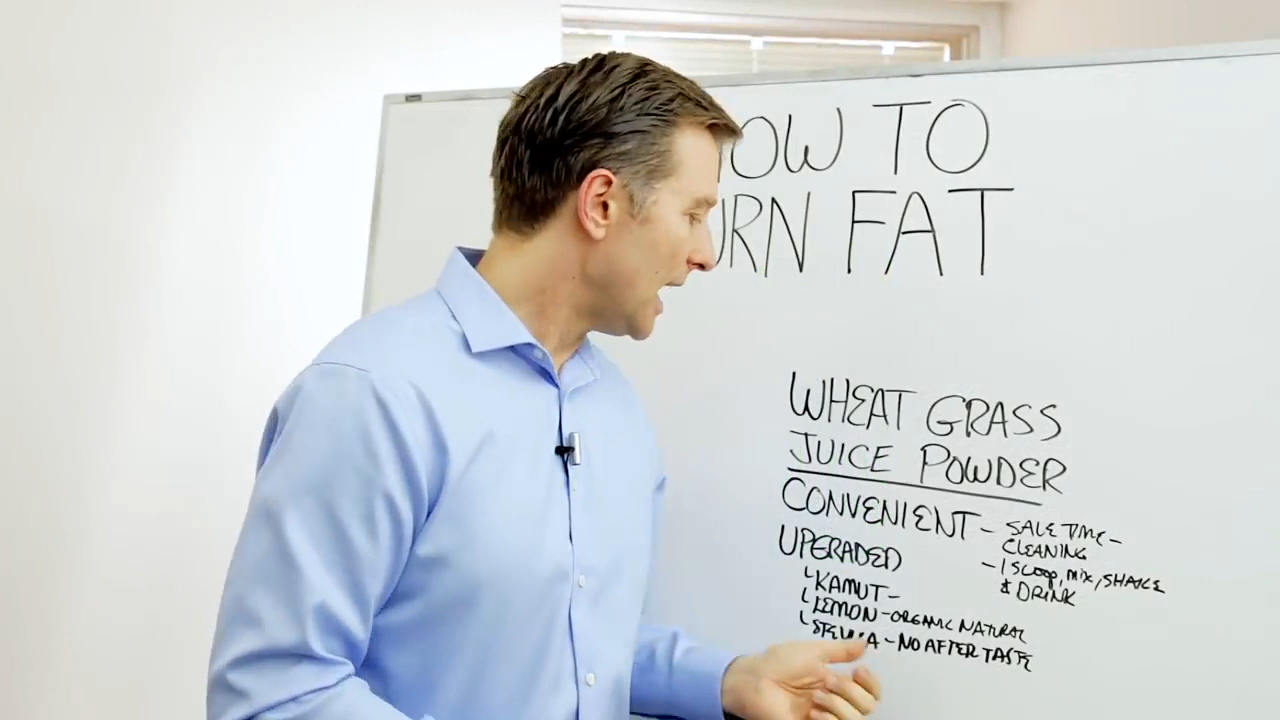 OW TO
URN FAT
WHEAT GRASS
JUICE POWDER
CONVENIENT - SAVE TIME -
CLEANING
- 1 SCOOP, MIX, SHAKE
& DRINK
UPGRADED
KAMUT -
LEMON - ORGANIC NATURAL
STEVIA - NO AFTER TASTE